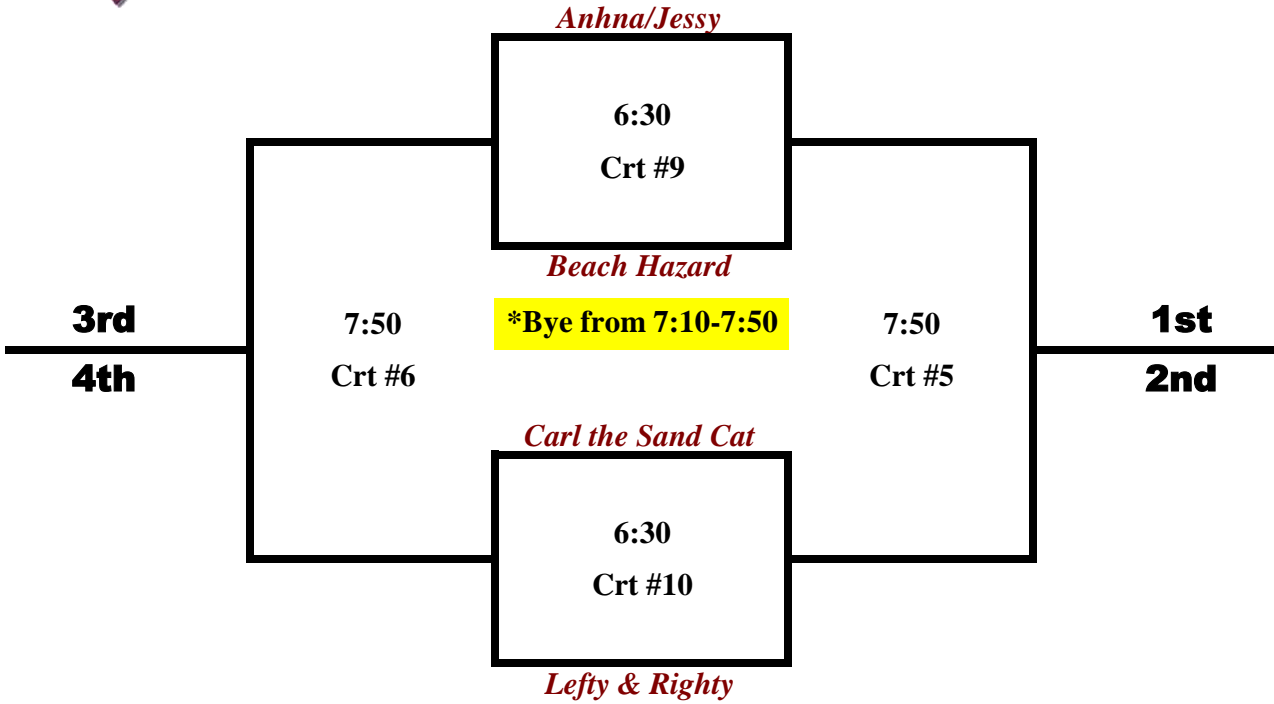 Anhna/Jessy
6:30
Crt #9
Beach Hazard
*Bye from 7:10-7:50
3rd
4th
7:50
Crt #6
7:50
Crt #5
1st
2nd
Carl the Sand Cat
6:30
Crt #10
Lefty & Righty